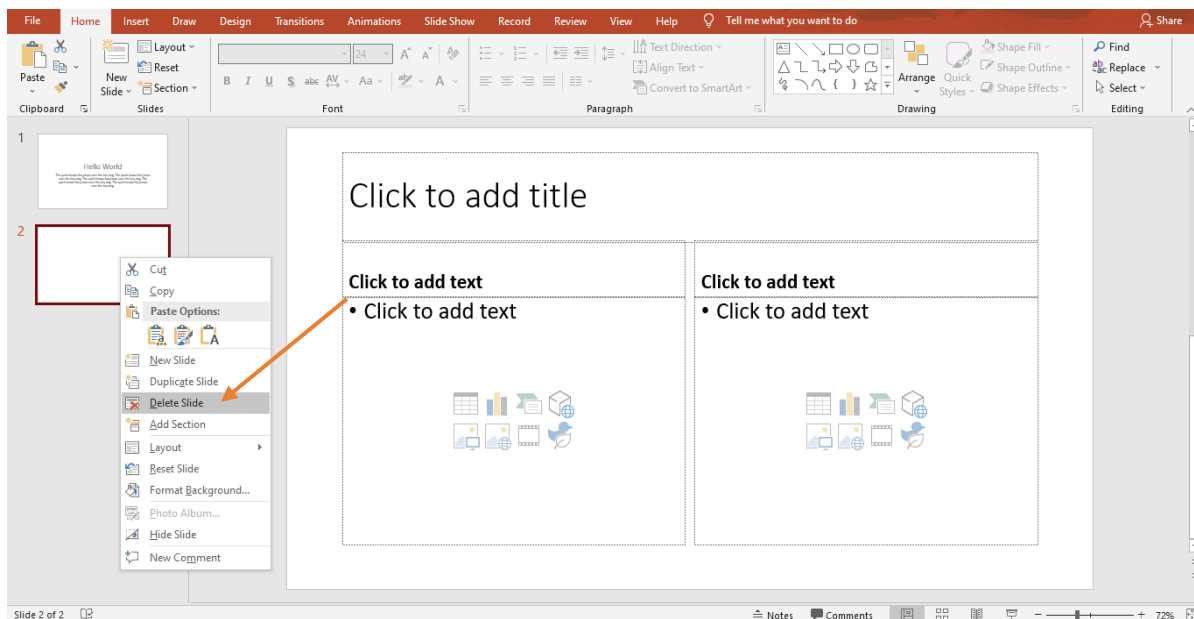 File Home Insert Draw Design Transitions Animations Slide Show Record Review View Help Tell me what you want to do Share
Paste
Clipboard
New Slide
Layout
Reset
Section
Slides
24 A A
B I U S abc AV Aa A
Font
Text Direction
Align Text
Convert to SmartArt
Paragraph
Arrange
Quick Styles
Shape Fill
Shape Outline
Shape Effects
Drawing
Find
Replace
Select
Editing
1
Hello World
2
Cut
Copy
Paste Options:
New Slide
Duplicate Slide
Delete Slide
Add Section
Layout
Reset Slide
Format Background...
Photo Album...
Hide Slide
New Comment
Click to add title
Click to add text
• Click to add text
Click to add text
• Click to add text
Slide 2 of 2
Notes Comments 72%